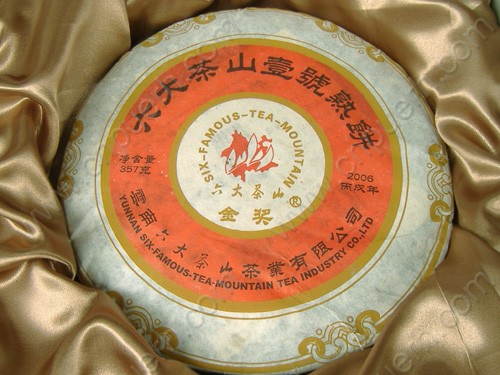 六大茶山壹號熟餅
SIX-FAMOUS-TEA-MOUNTAIN
净含量
357克
2006
丙戌年
六大茶山
®
金奖
雲南六大茶山茶業有限公司
YUNNAN SIX-FAMOUS-TEA-MOUNTAIN TEA INDUSTRY CO.,LTD